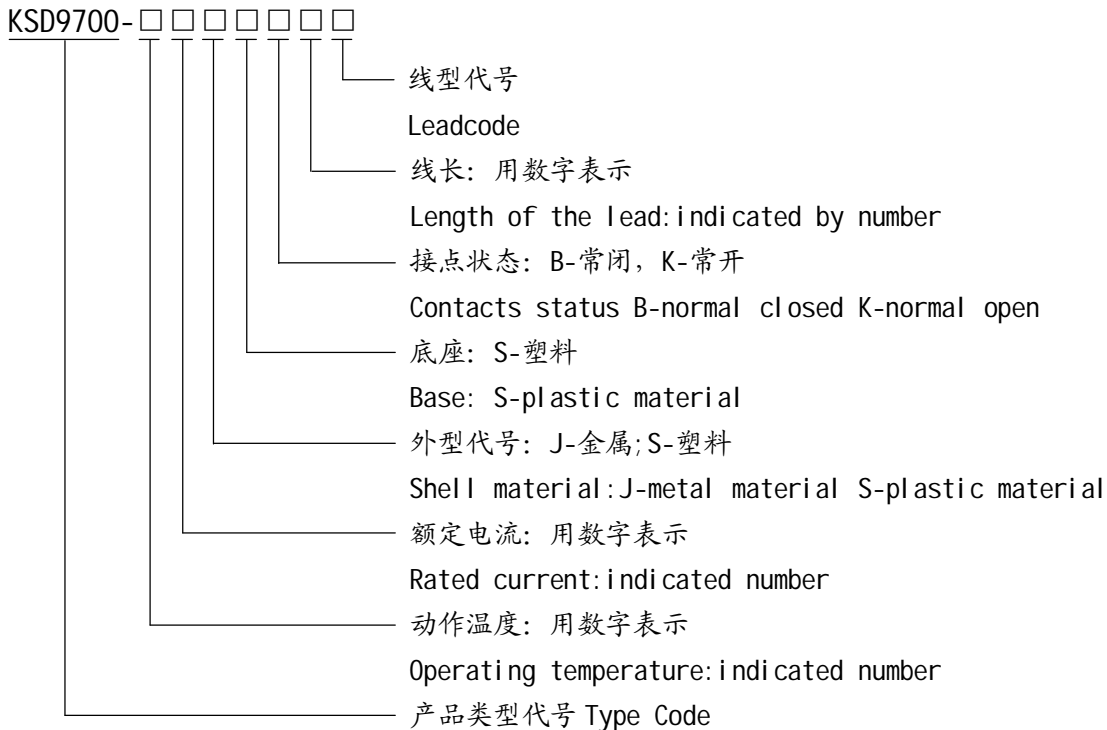 KSD9700-□□□□□□□
线型代号
Leadcode
线长：用数字表示
Length of the lead:indicated by number
接点状态：B-常闭，K-常开
Contacts status B-normal closed K-normal open
底座：S-塑料
Base: S-plastic material
外型代号：J-金属;S-塑料
Shell material:J-metal material S-plastic material
额定电流：用数字表示
Rated current:indicated number
动作温度：用数字表示
Operating temperature:indicated number
产品类型代号 Type Code